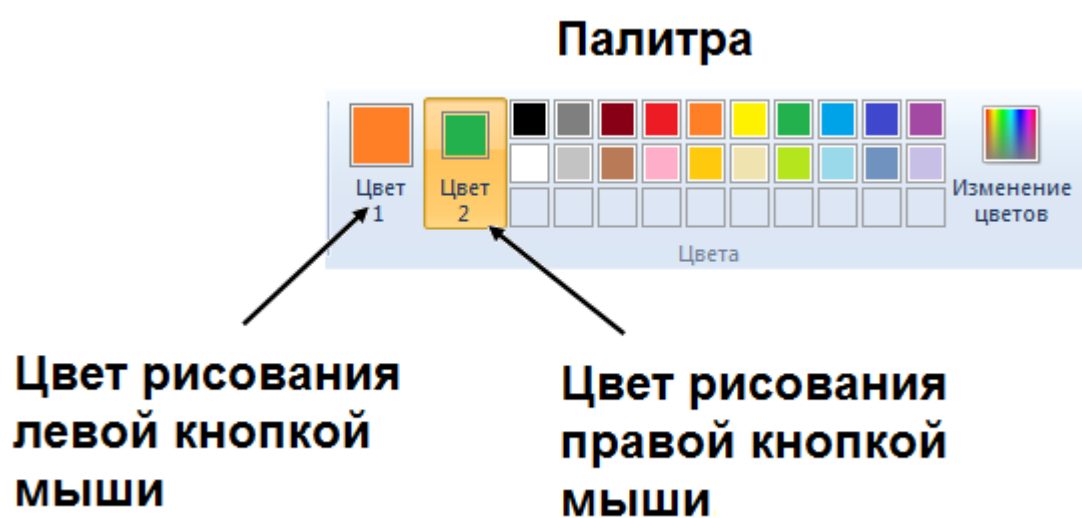 Палитра
Цвет
1
Цвет
2
Изменение
цветов
Цвета
Цвет рисования
левой кнопкой
мыши
Цвет рисования
правой кнопкой
мыши